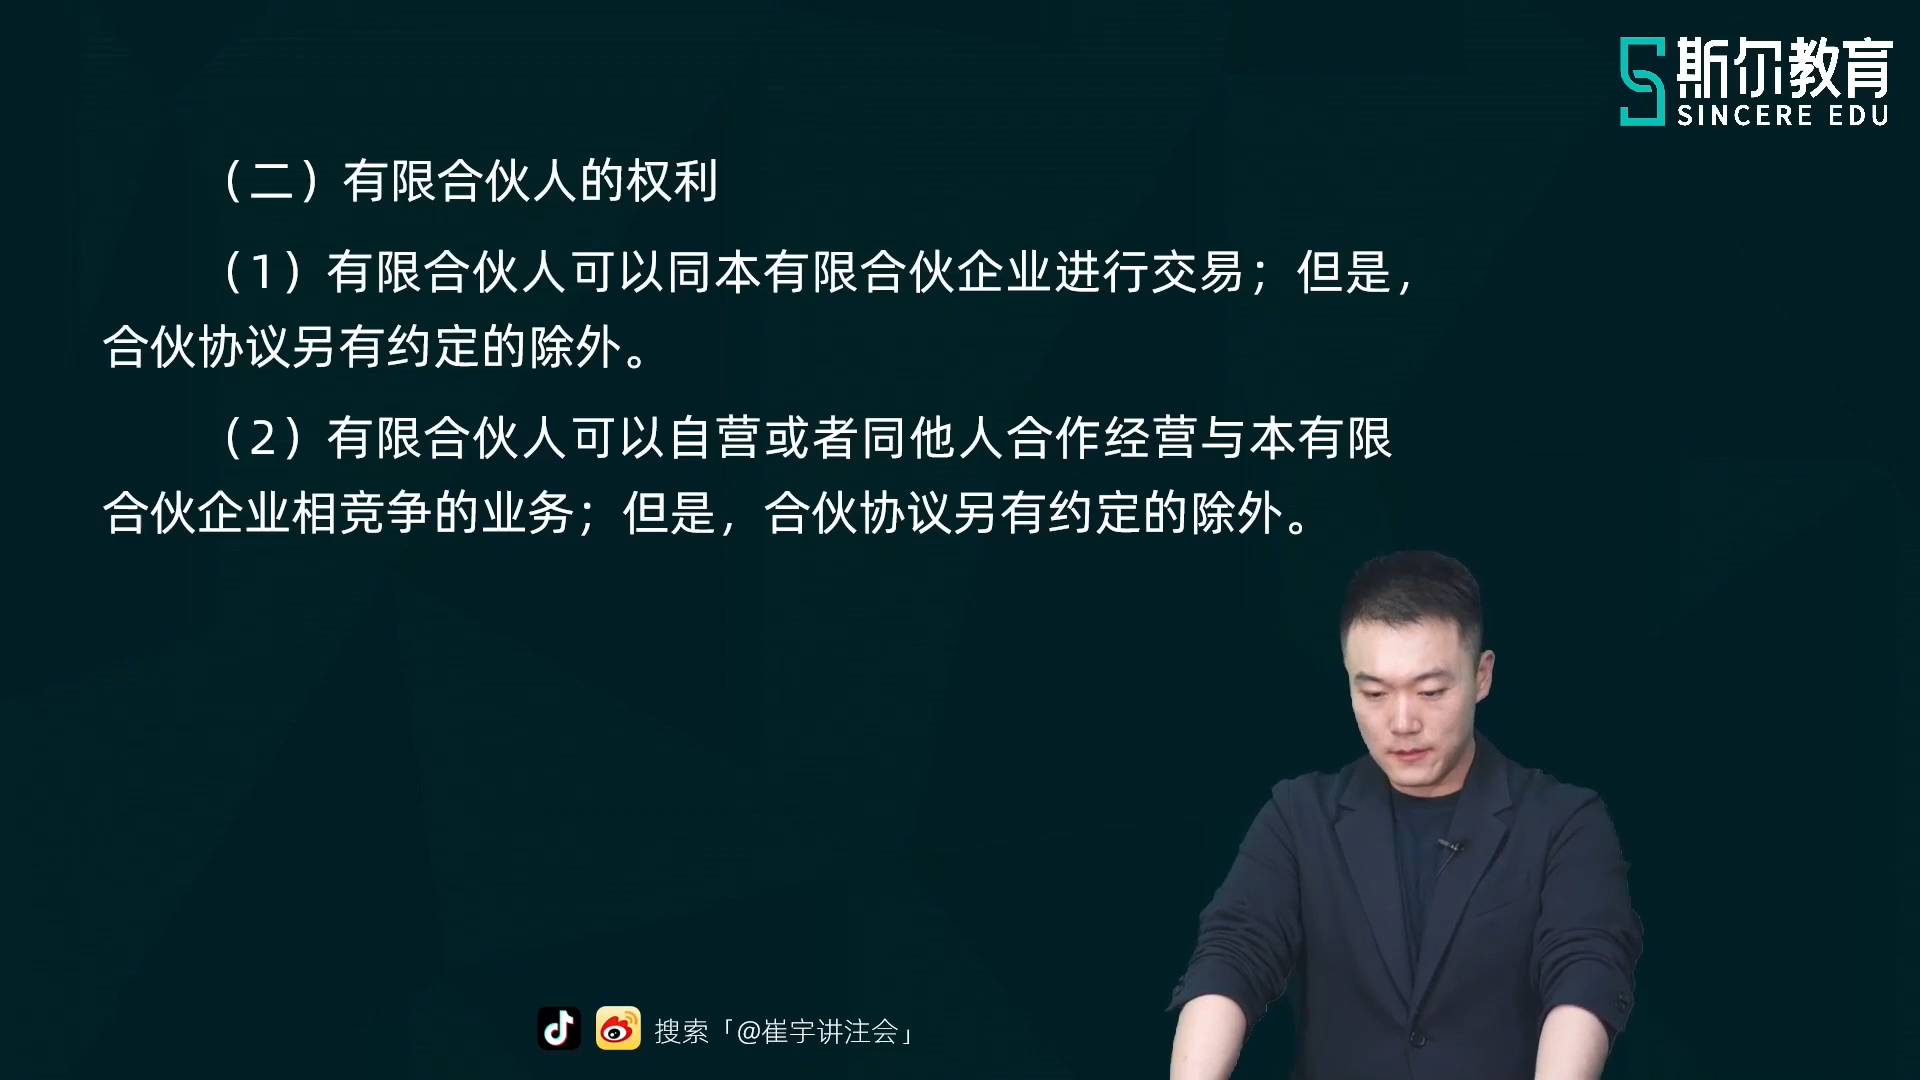 斯尔教育
SINCERE EDU
（二）有限合伙人的权利
（1）有限合伙人可以同本有限合伙企业进行交易；但是，
合伙协议另有约定的除外。
（2）有限合伙人可以自营或者同他人合作经营与本有限
合伙企业相竞争的业务；但是，合伙协议另有约定的除外。
搜索「@崔宇讲注会」